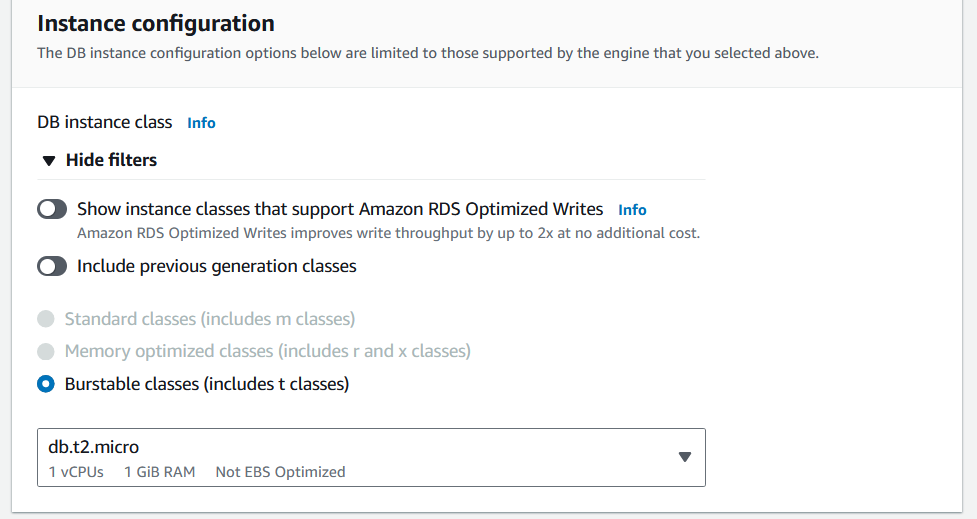 Instance configuration
The DB instance configuration options below are limited to those supported by the engine that you selected above.
DB instance class Info
Hide filters
Show instance classes that support Amazon RDS Optimized Writes Info
Amazon RDS Optimized Writes improves write throughput by up to 2x at no additional cost.
Include previous generation classes
Standard classes (includes m classes)
Memory optimized classes (includes r and x classes)
Burstable classes (includes t classes)
db.t2.micro
1 vCPUs 1 GiB RAM Not EBS Optimized